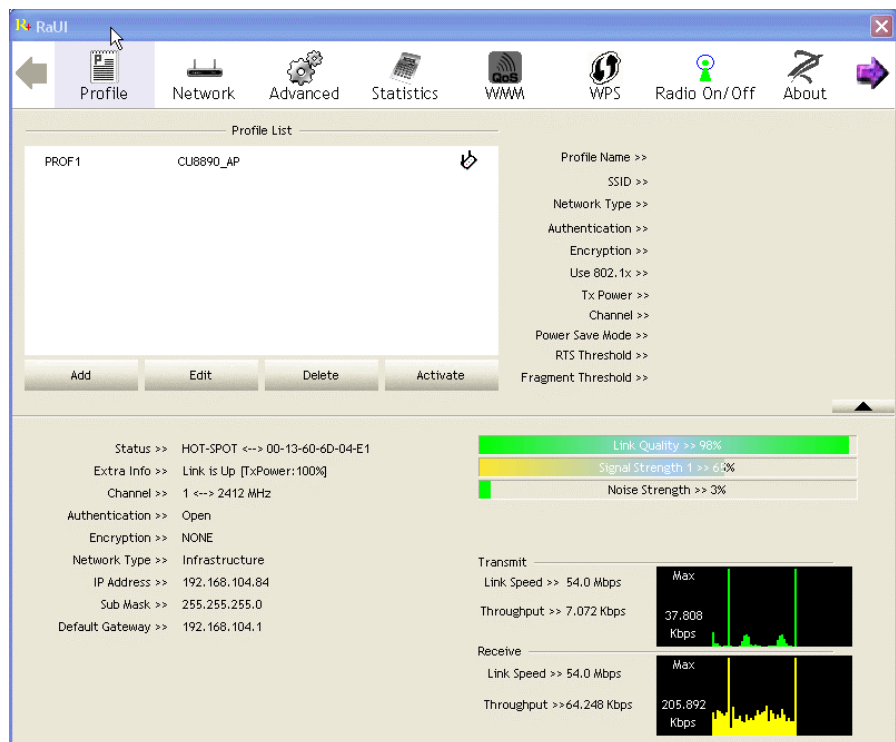 RaUI
Profile
Network
Advanced
Statistics
QoS
WMM
WPS
Radio On/Off
About
Profile List
PROF1 CU8890_AP
Profile Name >>
SSID >>
Network Type >>
Authentication >>
Encryption >>
Use 802.1x >>
Tx Power >>
Channel >>
Power Save Mode >>
RTS Threshold >>
Fragment Threshold >>
Add
Edit
Delete
Activate
Status >> HOT-SPOT <--> 00-13-60-6D-04-E1
Extra Info >> Link is Up [TxPower:100%]
Channel >> 1 <--> 2412 MHz
Authentication >> Open
Encryption >> NONE
Network Type >> Infrastructure
IP Address >> 192.168.104.84
Sub Mask >> 255.255.255.0
Default Gateway >> 192.168.104.1
Link Quality >> 98%
Signal Strength 1 >>
Noise Strength >> 3%
Transmit
Link Speed >> 54.0 Mbps
Throughput >> 7.072 Kbps
Max
37.808
Kbps
Receive
Link Speed >> 54.0 Mbps
Throughput >>64.248 Kbps
Max
205.892
Kbps